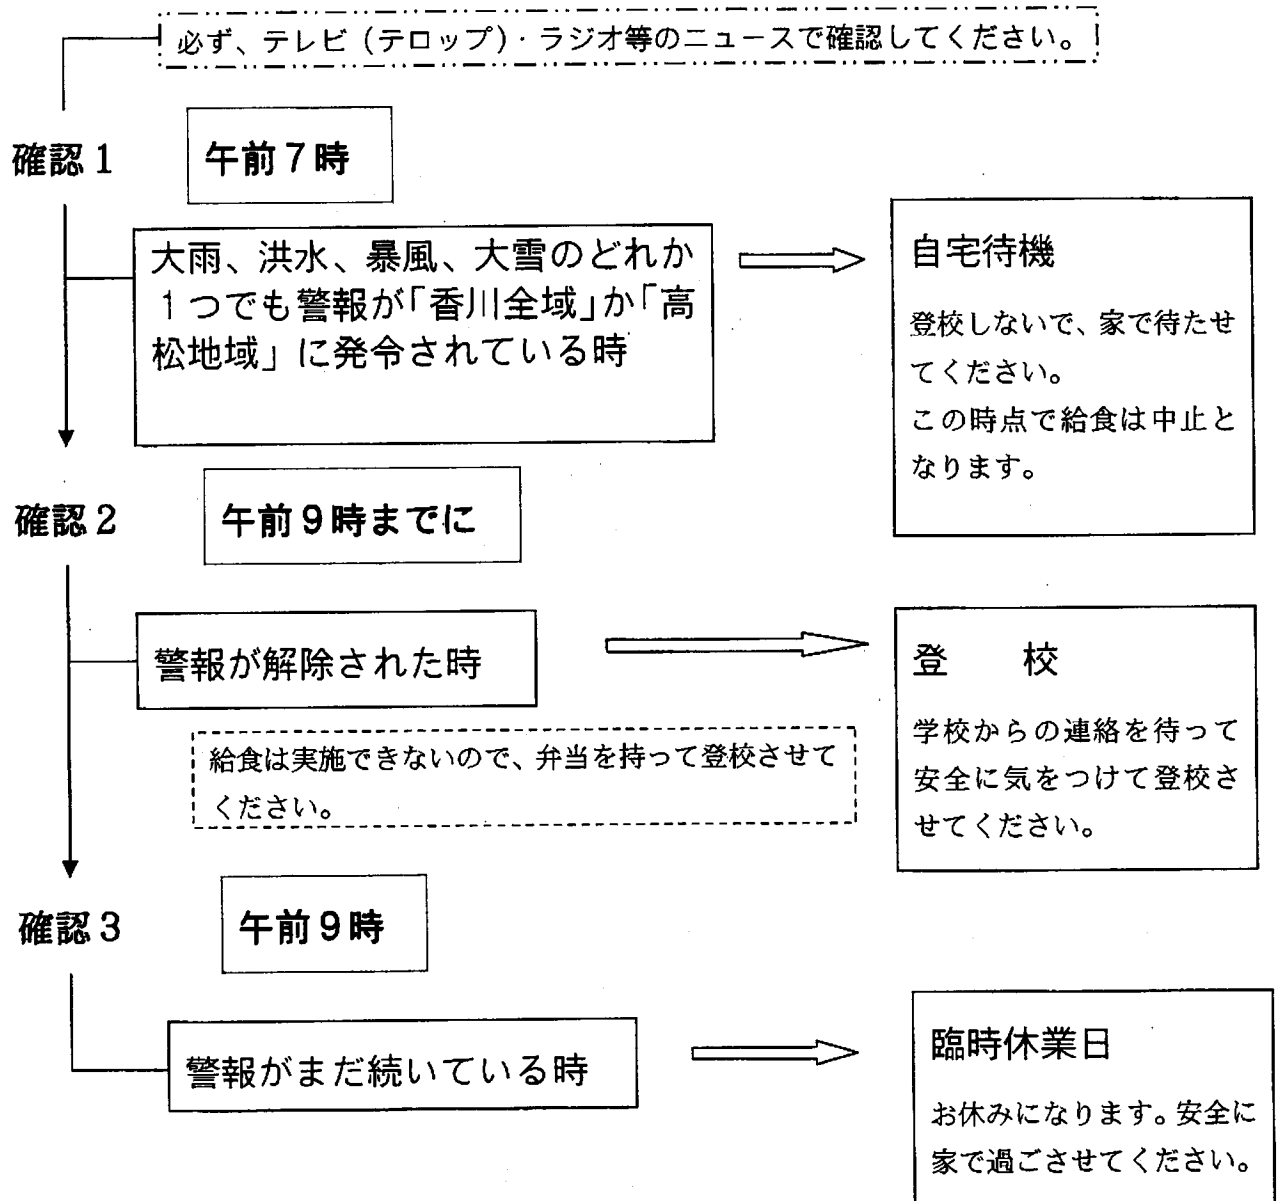 必ず、テレビ（テロップ）・ラジオ等のニュースで確認してください。
確認１
午前７時
大雨、洪水、暴風、大雪のどれか
１つでも警報が「香川全域」か「高
松地域」に発令されている時
自宅待機
登校しないで、家で待たせ
てください。
この時点で給食は中止と
なります。
確認２
午前９時までに
警報が解除された時
給食は実施できないので、弁当を持って登校させて
ください。
登　　校
学校からの連絡を待って
安全に気をつけて登校さ
せてください。
確認３
午前９時
警報がまだ続いている時
臨時休業日
お休みになります。安全に
家で過ごさせてください。